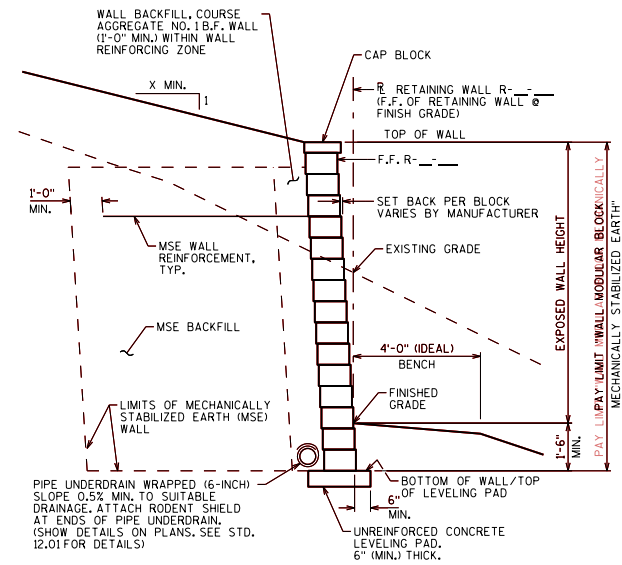 WALL BACKFILL, COURSE
AGGREGATE NO. 1 B.F. WALL
(1'-0" MIN.) WITHIN WALL
REINFORCING ZONE
CAP BLOCK
X MIN.
1
RETAINING WALL R-__-__
(F.F. OF RETAINING WALL @
FINISH GRADE)
TOP OF WALL
F.F. R-__-__
1'-0"
MIN.
SET BACK PER BLOCK
VARIES BY MANUFACTURER
MSE WALL
REINFORCEMENT,
TYP.
EXISTING GRADE
EXPOSED WALL HEIGHT
MECHANICALLY STABILIZED EARTH"
MSE BACKFILL
4'-0" (IDEAL)
BENCH
FINISHED
GRADE
LIMITS OF MECHANICALLY
STABILIZED EARTH (MSE)
WALL
1'-6"
MIN.
PIPE UNDERDRAIN WRAPPED (6-INCH)
SLOPE 0.5% MIN. TO SUITABLE
DRAINAGE. ATTACH RODENT SHIELD
AT ENDS OF PIPE UNDERDRAIN.
(SHOW DETAILS ON PLANS. SEE STD.
12.01 FOR DETAILS)
BOTTOM OF WALL/TOP
OF LEVELING PAD
6"
MIN.
UNREINFORCED CONCRETE
LEVELING PAD.
6" (MIN.) THICK.